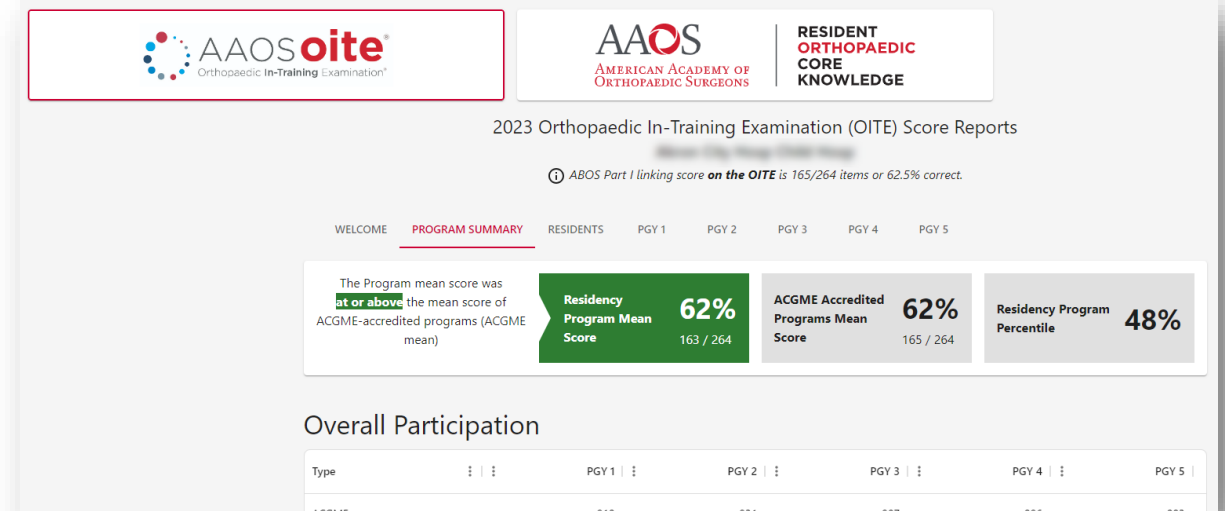 AAOS oite®
Orthopaedic In-Training Examination®
AAOS
AMERICAN ACADEMY OF
ORTHOPAEDIC SURGEONS
RESIDENT
ORTHOPAEDIC
CORE
KNOWLEDGE
2023 Orthopaedic In-Training Examination (OITE) Score Reports
ABOS Part I linking score on the OITE is 165/264 items or 62.5% correct.
WELCOME PROGRAM SUMMARY RESIDENTS PGY 1 PGY 2 PGY 3 PGY 4 PGY 5
The Program mean score was
at or above the mean score of
ACGME-accredited programs (ACGME
mean)
Residency
Program Mean
Score
62%
163 / 264
ACGME Accredited
Programs Mean
Score
62%
165 / 264
Residency Program
Percentile
48%
Overall Participation
Type PGY 1 PGY 2 PGY 3 PGY 4 PGY 5